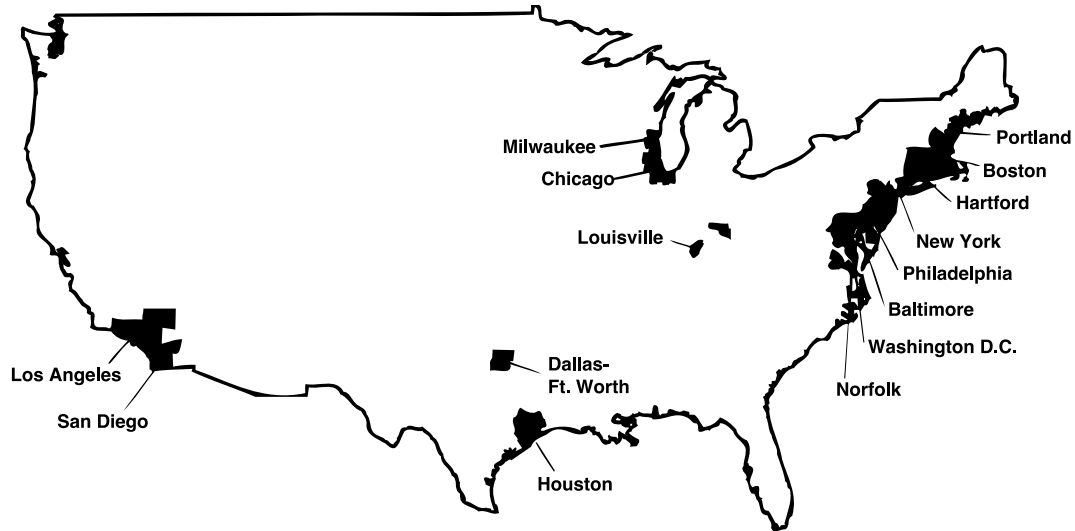 Portland
Milwaukee
Boston
Chicago
Hartford
Louisville
New York
Philadelphia
Baltimore
Washington D.C.
Los Angeles
Dallas-
Ft. Worth
Norfolk
San Diego
Houston